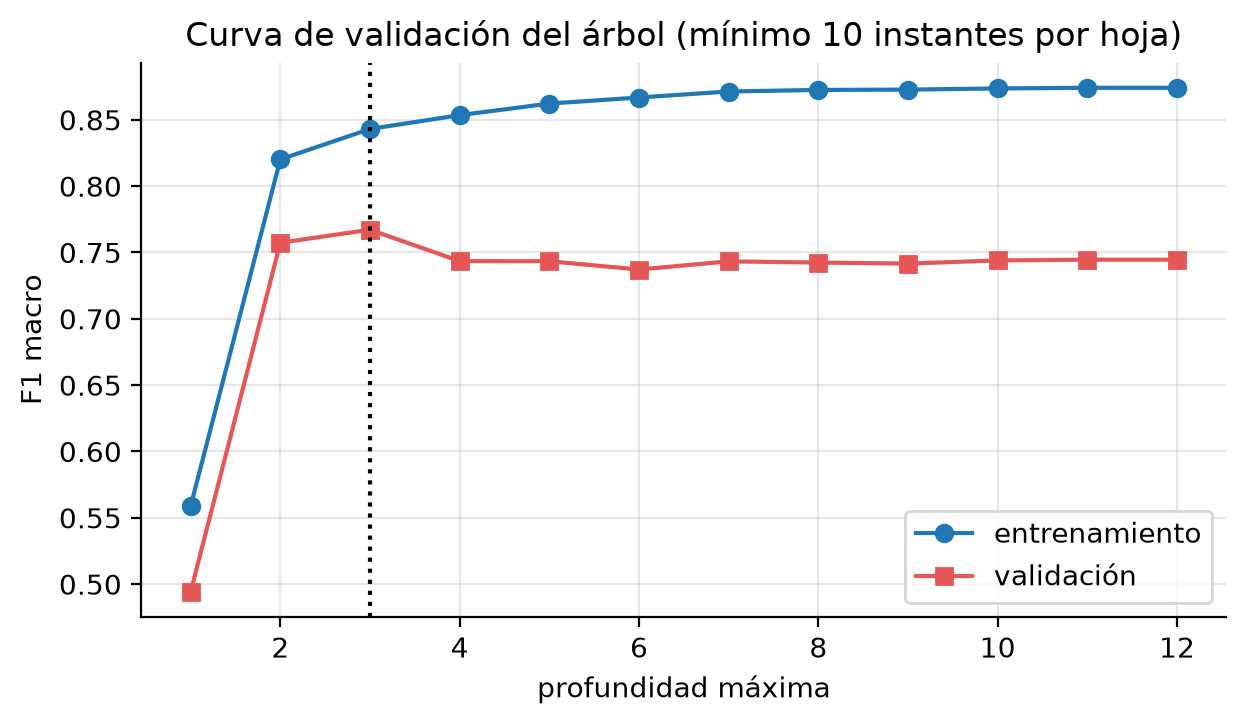 Curva de validación del árbol (mínimo 10 instantes por hoja)
F1 macro
0.85
0.80
0.75
0.70
0.65
0.60
0.55
0.50
entrenamiento
validación
2 4 6 8 10 12
profundidad máxima